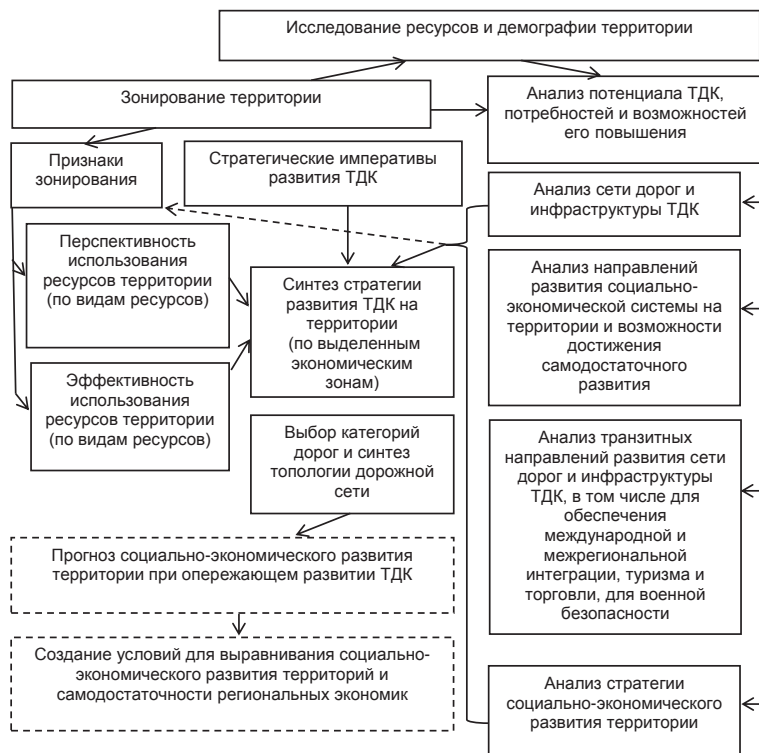 Исследование ресурсов и демографии территории
Зонирование территории
Анализ потенциала ТДК,
потребностей и возможностей
его повышения
Признаки
зонирования
Стратегические императивы
развития ТДК
Анализ сети дорог и
инфраструктуры ТДК
Перспективность
использования
ресурсов территории
(по видам ресурсов)
Синтез стратегии
развития ТДК на
территории
(по выделенным
экономическим
зонам)
Анализ направлений
развития социально-
экономической системы на
территории и возможности
достижения
самодостаточного
развития
Эффективность
использования
ресурсов территории
(по видам ресурсов)
Выбор категорий
дорог и синтез
топологии дорожной
сети
Анализ транзитных
направлений развития сети
дорог и инфраструктуры
ТДК, в том числе для
обеспечения
международной и
межрегиональной
интеграции, туризма и
торговли, для военной
безопасности
Прогноз социально-экономического развития
территории при опережающем развитии ТДК
Создание условий для выравнивания социально-
экономического развития территорий и
самодостаточности региональных экономик
Анализ стратегии
социально-экономического
развития территории